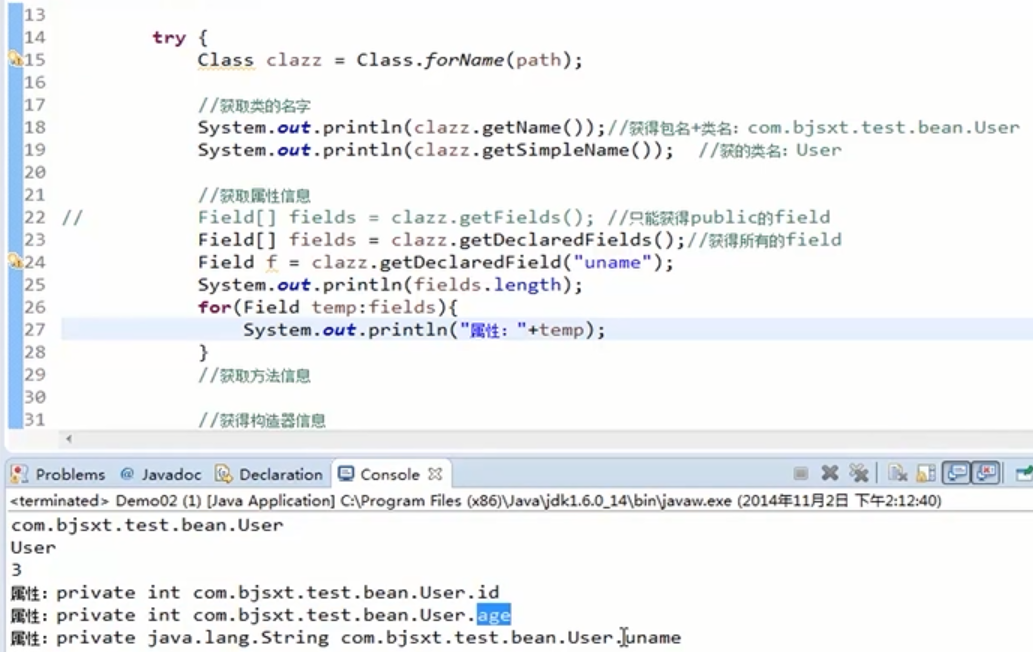 13
14 try {
15 Class clazz = Class.forName(path);
16
17 //获取类的名字
18 System.out.println(clazz.getName());//获得包名+类名：com.bjsxt.test.bean.User
19 System.out.println(clazz.getSimpleName()); //获的类名：User
20
21 //获取属性信息
22 // Field[] fields = clazz.getFields(); //只能获得public的field
23 Field[] fields = clazz.getDeclaredFields();//获得所有的field
24 Field f = clazz.getDeclaredField("uname");
25 System.out.println(fields.length);
26 for(Field temp:fields){
27 System.out.println("属性："+temp);
28 }
29 //获取方法信息
30
31 //获得构造器信息
Problems @ Javadoc Declaration Console
<terminated> Demo02 (1) [Java Application] C:\Program Files (x86)\Java\jdk1.6.0_14\bin\javaw.exe (2014年11月2日 下午2:12:40)
com.bjsxt.test.bean.User
User
3
属性：private int com.bjsxt.test.bean.User.id
属性：private int com.bjsxt.test.bean.User.age
属性：private java.lang.String com.bjsxt.test.bean.User.uname